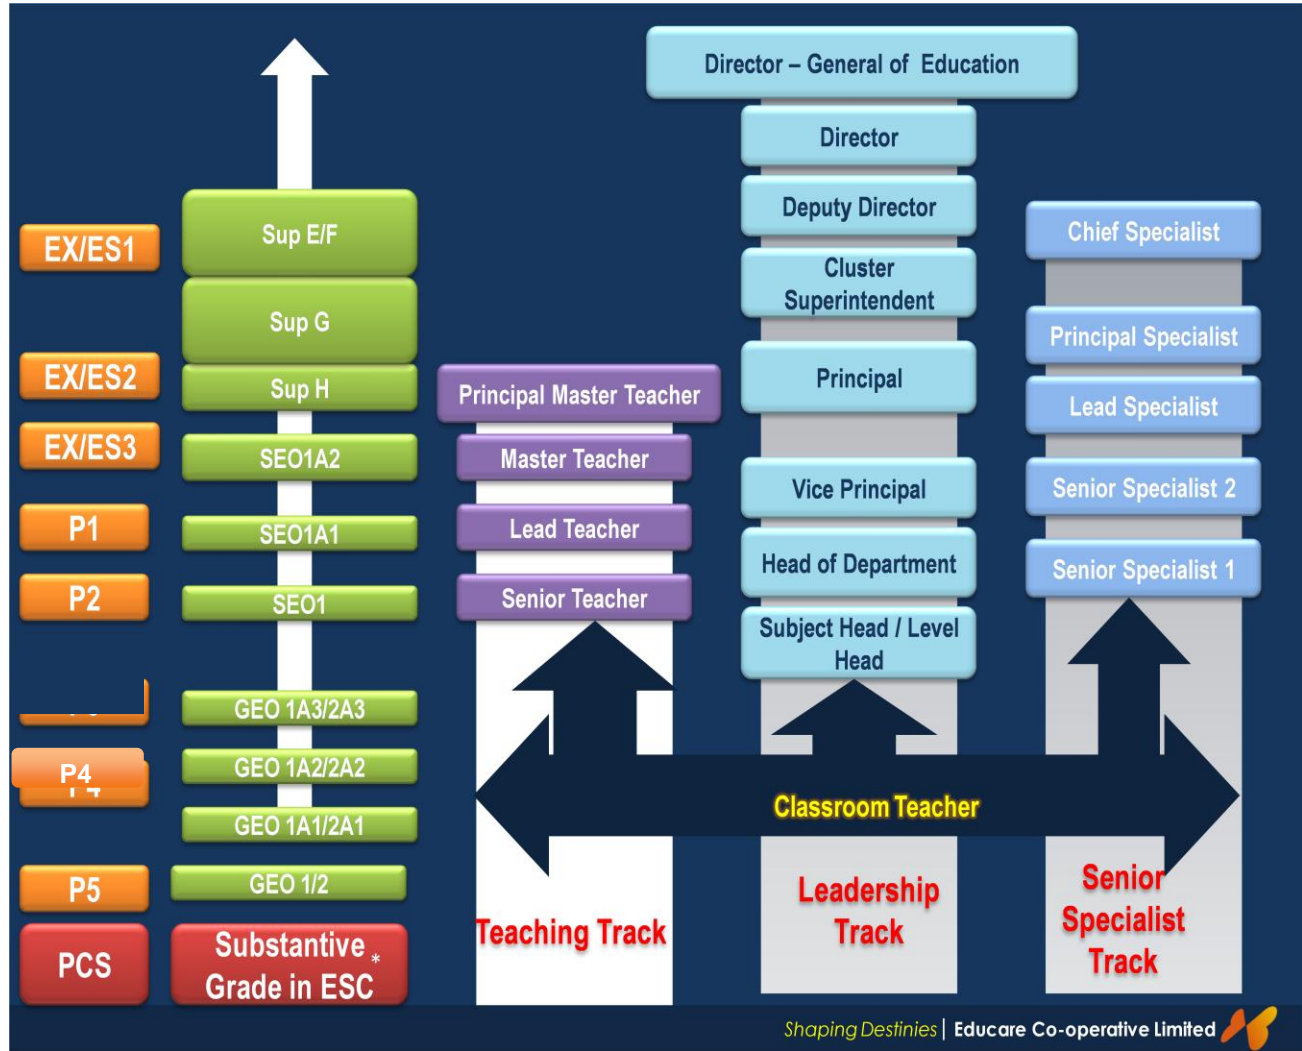 Director – General of Education
Director
Deputy Director
Cluster
Superintendent
Principal
Vice Principal
Head of Department
Subject Head / Level
Head
Chief Specialist
Principal Specialist
Lead Specialist
Senior Specialist 2
Senior Specialist 1
Principal Master Teacher
Master Teacher
Lead Teacher
Senior Teacher
EX/ES1
EX/ES2
EX/ES3
P1
P2
P4
P4
P5
PCS
Sup E/F
Sup G
Sup H
SEO1A2
SEO1A1
SEO1
GEO 1A3/2A3
GEO 1A2/2A2
GEO 1A1/2A1
GEO 1/2
Substantive *
Grade in ESC
Classroom Teacher
Teaching Track
Leadership
Track
Senior
Specialist
Track
Shaping Destinies | Educare Co-operative Limited